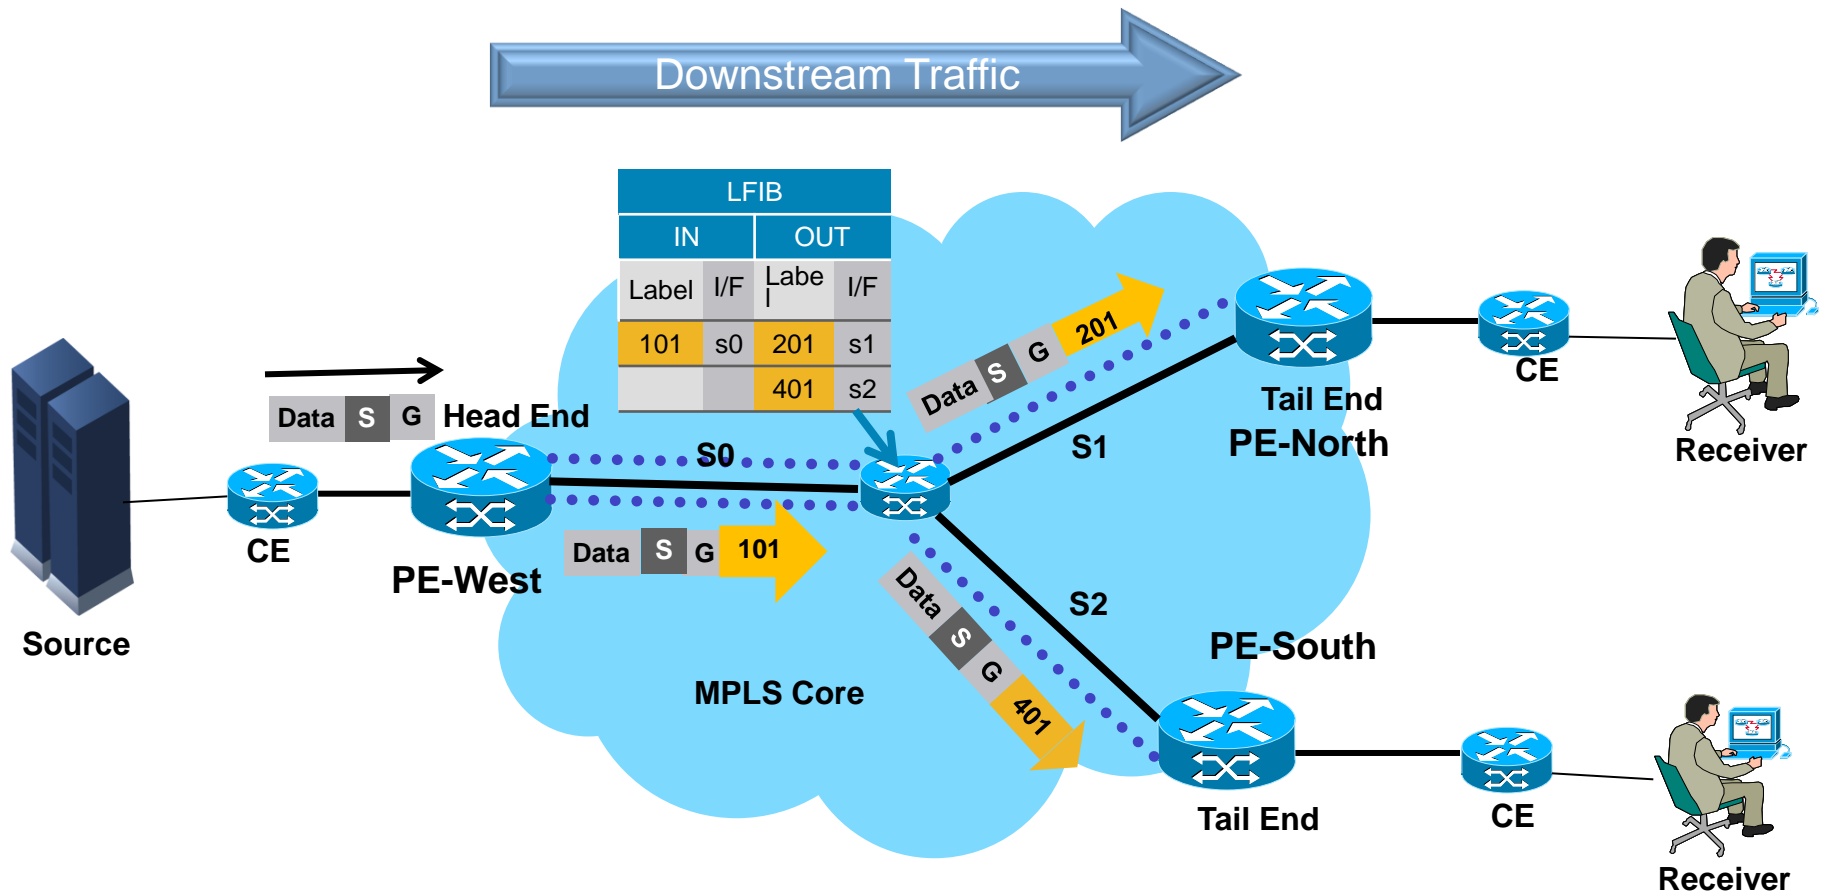 Downstream Traffic
LFIB
IN OUT
Label I/F Labe
l I/F
101 s0 201 s1
401 s2
Data S G Head End
Data S G 201
S0
S1
Tail End
PE-North
CE
Receiver
CE
PE-West
Data S G 101
Source
Data S G 401
S2
PE-South
MPLS Core
Tail End
CE
Receiver